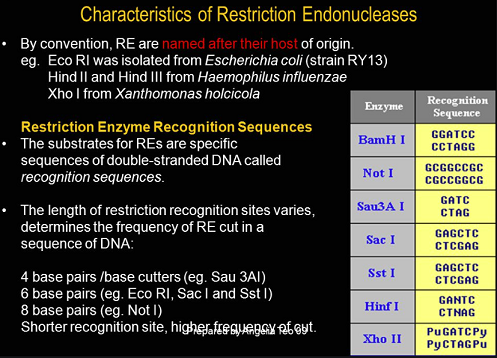 Characteristics of Restriction Endonucleases
• By convention, RE are named after their host of origin.
eg. Eco RI was isolated from Escherichia coli (strain RY13)
Hind II and Hind III from Haemophilus influenzae
Xho I from Xanthomonas holcicola
Restriction Enzyme Recognition Sequences
• The substrates for REs are specific
sequences of double-stranded DNA called
recognition sequences.
• The length of restriction recognition sites varies,
determines the frequency of RE cut in a
sequence of DNA:
4 base pairs /base cutters (eg. Sau 3AI)
6 base pairs (eg. Eco RI, Sac I and Sst I)
8 base pairs (eg. Not I)
Shorter recognition site, higher frequency of cut.
Prepared by Angelia Teo 09
Enzyme Recognition
Sequence
BamH I GGATCC
CCTAGG
Not I GCGGCCGC
CGCCGGCG
Sau3A I GATC
CTAG
Sac I GAGCTC
CTCGAG
Sst I GAGCTC
CTCGAG
Hinf I GANTC
CTNAG
Xho II PuGATCPy
PyCTAGPu